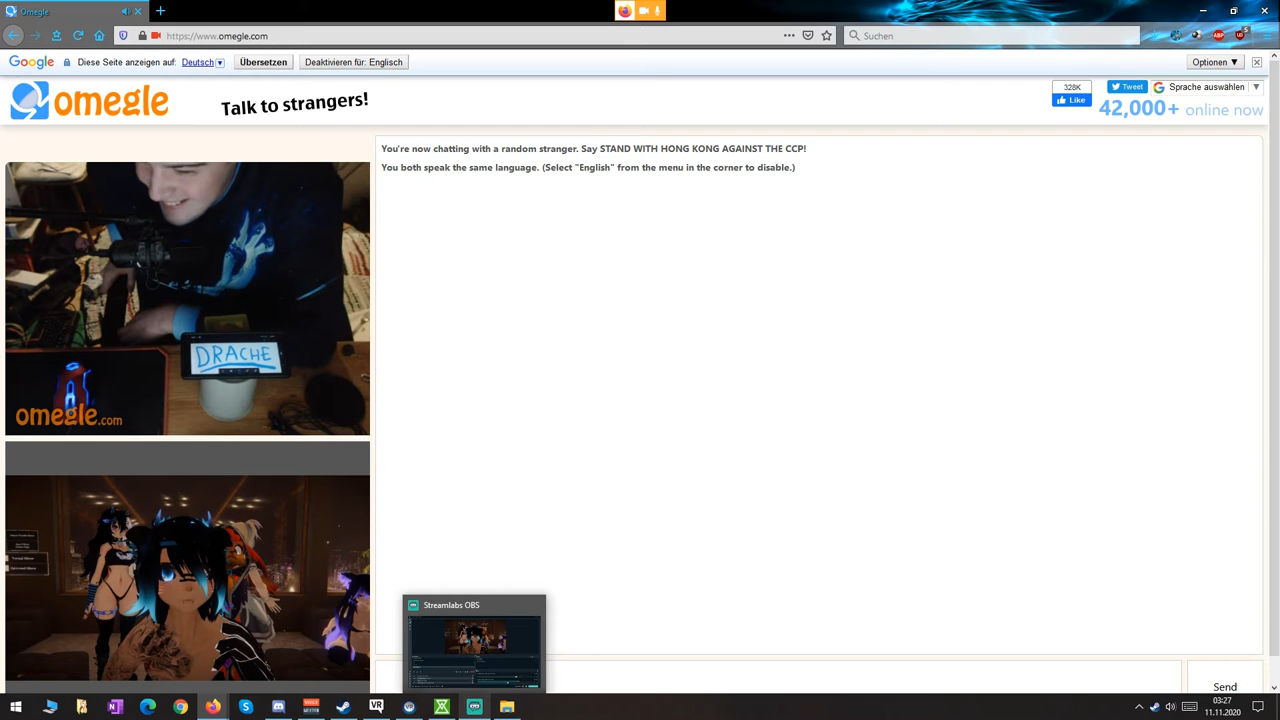 Omegle
https://www.omegle.com
Suchen
ABP
Google
Diese Seite anzeigen auf: Deutsch
Übersetzen
Deaktivieren für: Englisch
Optionen ▼
omegle
Talk to strangers!
328K
Like
Tweet
G Sprache auswählen ▼
42,000+ online now
You're now chatting with a random stranger. Say STAND WITH HONG KONG AGAINST THE CCP!
You both speak the same language. (Select "English" from the menu in the corner to disable.)
DRACHE
omegle.com
Streamlabs OBS
Send
VR
03:27
11.11.2020